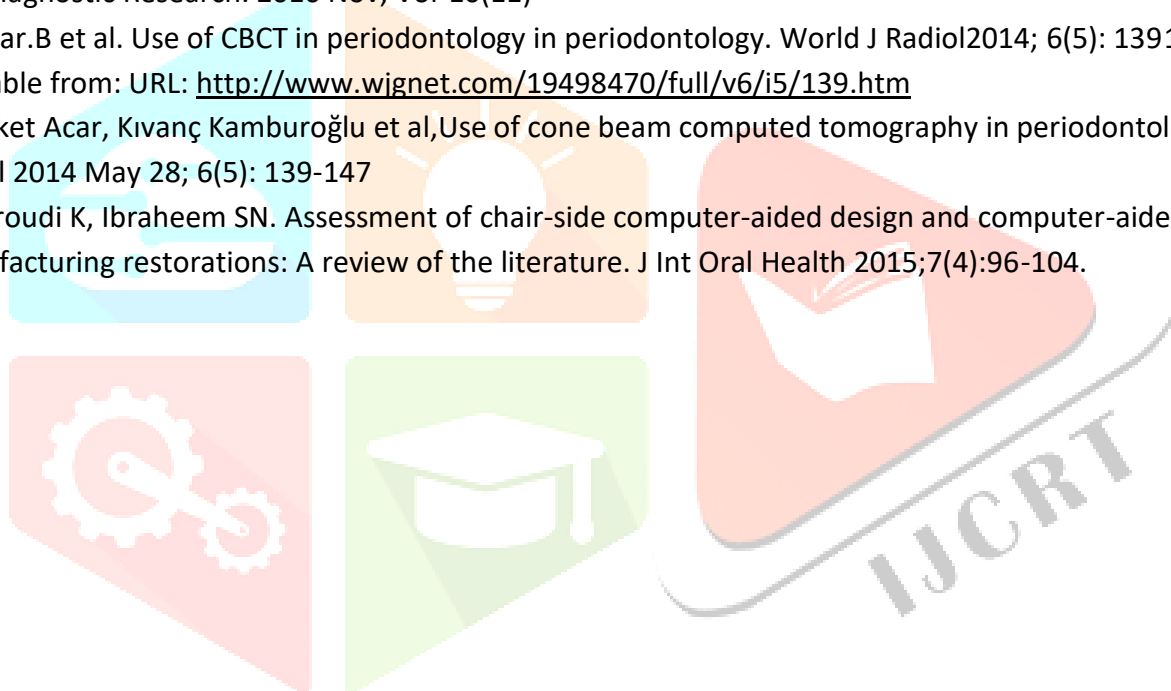 agnostic Research. 2016 Nov, Vol-10(11)
ar.B et al. Use of CBCT in periodontology in periodontology. World J Radiol2014; 6(5): 1391
ble from: URL: http://www.wjgnet.com/19498470/full/v6/i5/139.htm
ket Acar, Kıvanç Kamburoğlu et al,Use of cone beam computed tomography in periodontol
l 2014 May 28; 6(5): 139-147
roudi K, Ibraheem SN. Assessment of chair-side computer-aided design and computer-aide
facturing restorations: A review of the literature. J Int Oral Health 2015;7(4):96-104.
IJCRT